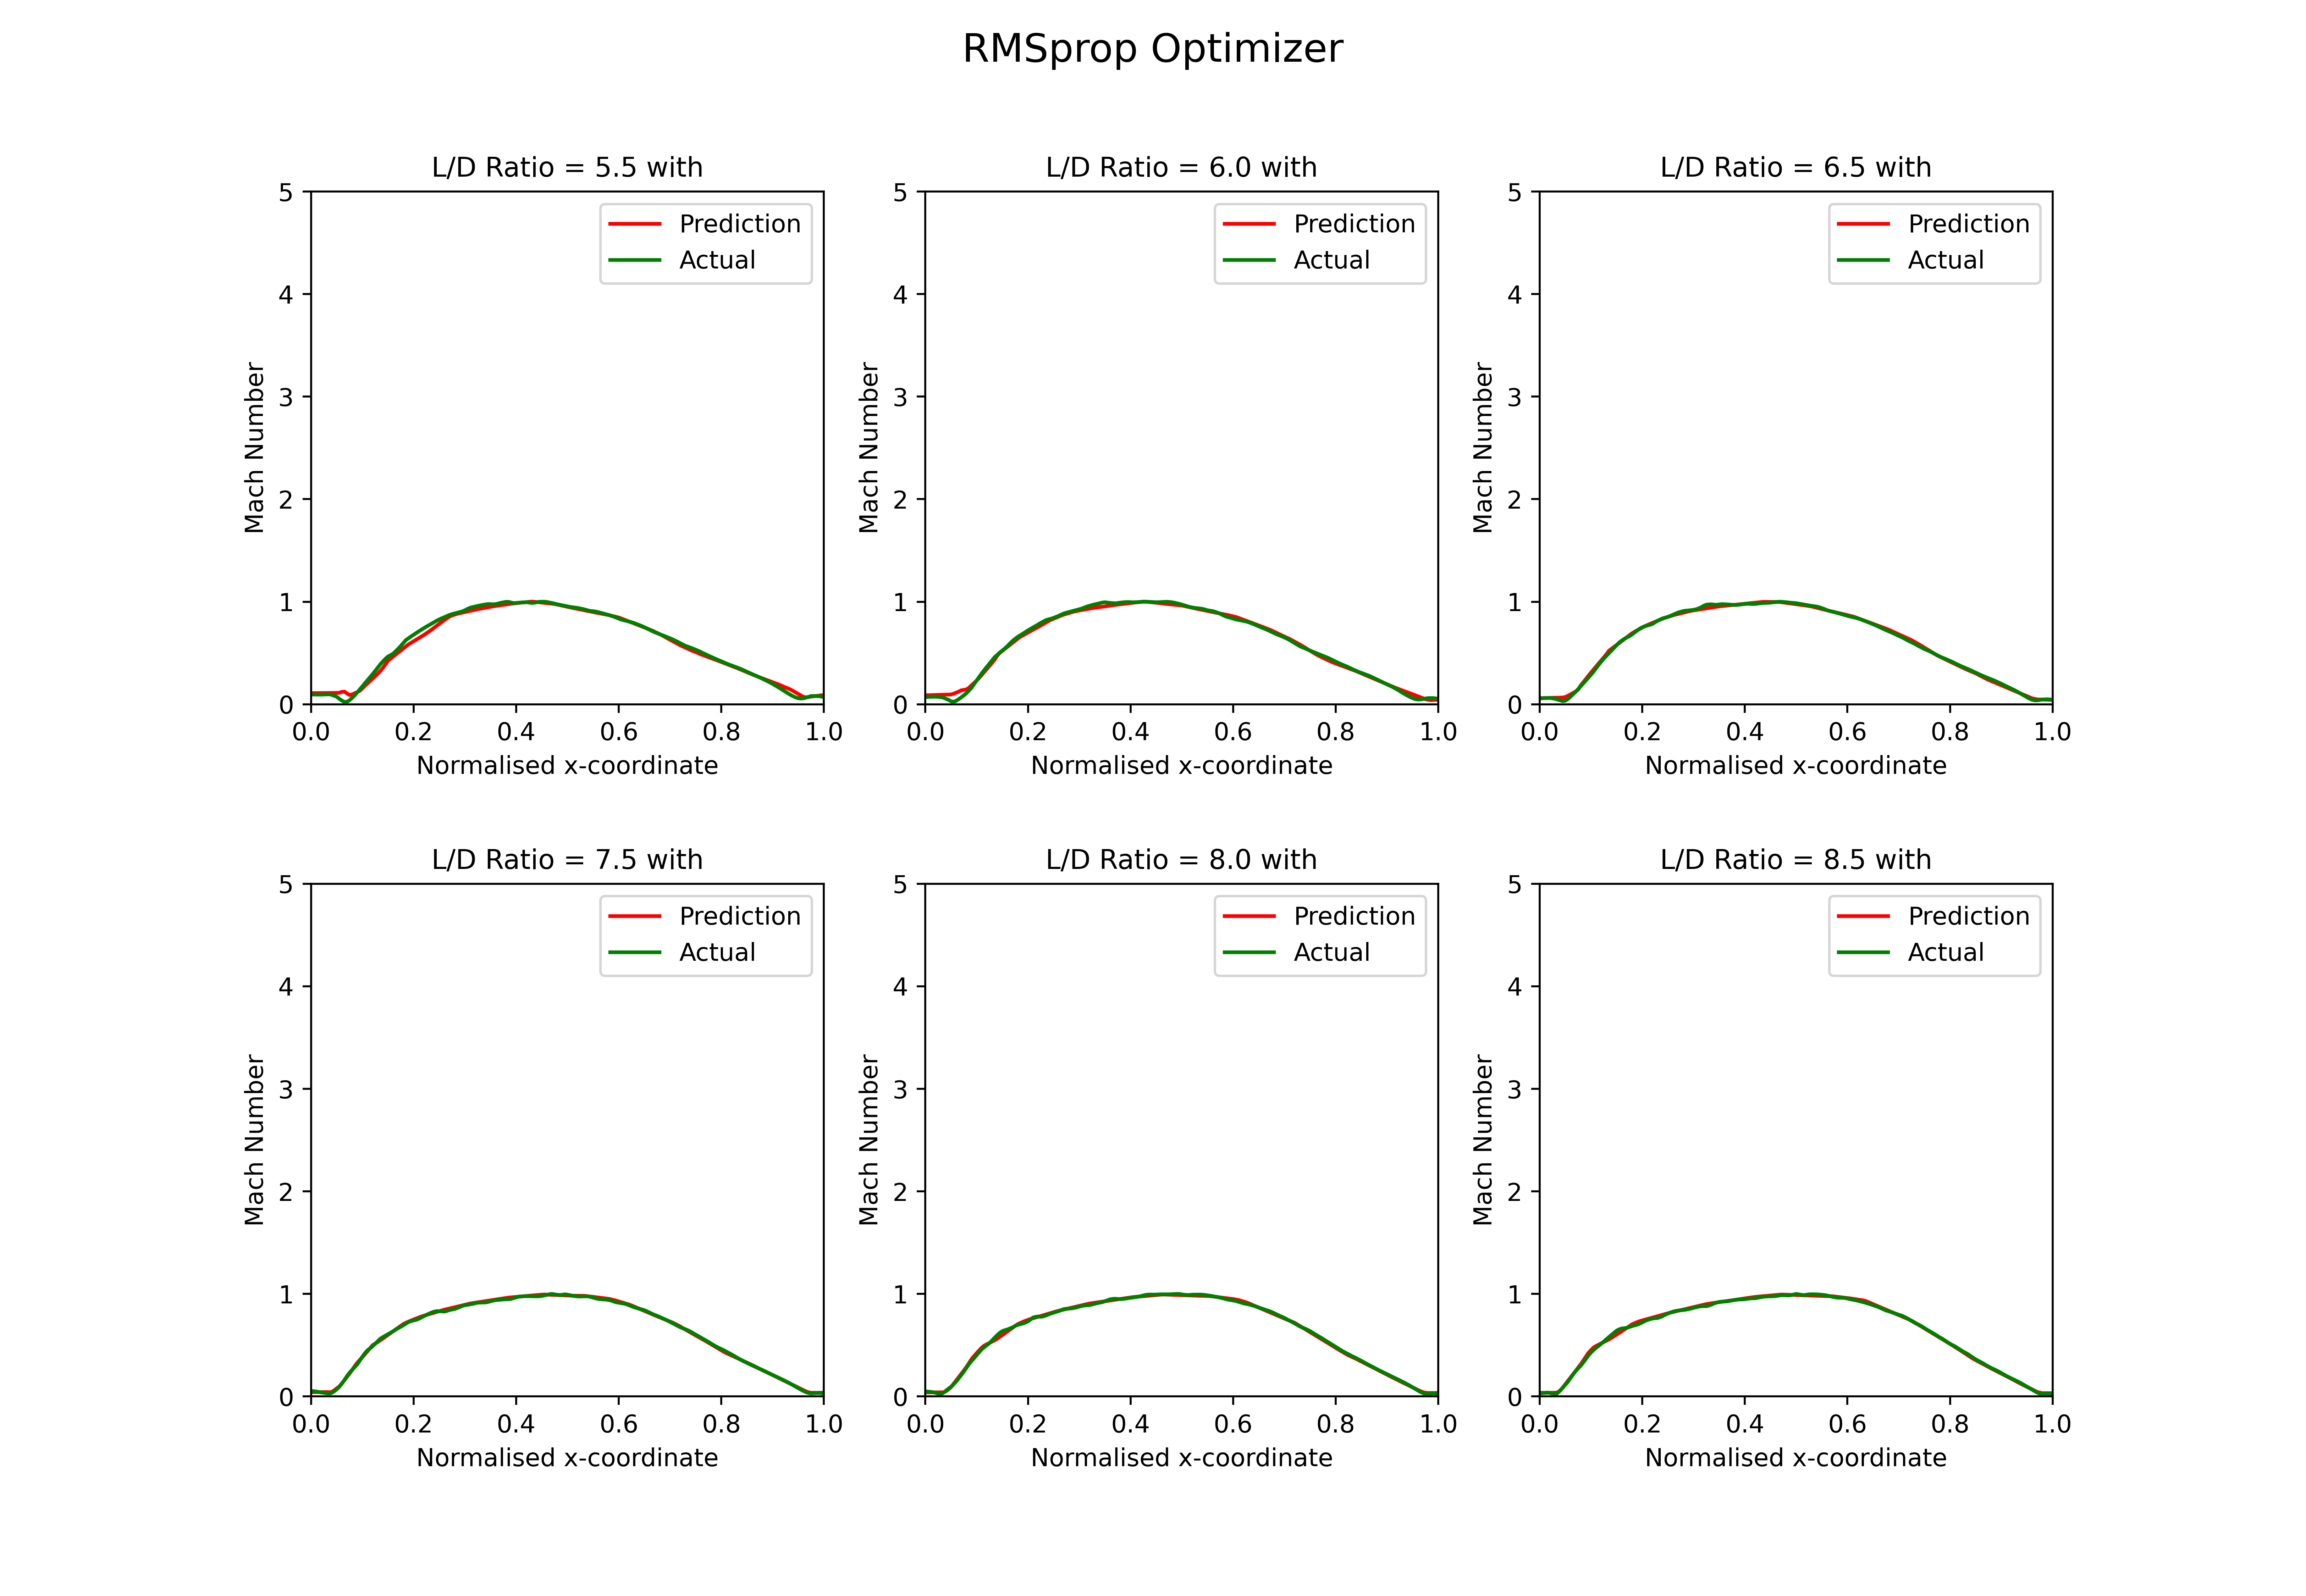 RMSprop Optimizer
L/D Ratio = 5.5 with
5
4
3
2
1
0
Mach Number
Prediction
Actual
0.0 0.2 0.4 0.6 0.8 1.0
Normalised x-coordinate
L/D Ratio = 6.0 with
5
4
3
2
1
0
Mach Number
Prediction
Actual
0.0 0.2 0.4 0.6 0.8 1.0
Normalised x-coordinate
L/D Ratio = 6.5 with
5
4
3
2
1
0
Mach Number
Prediction
Actual
0.0 0.2 0.4 0.6 0.8 1.0
Normalised x-coordinate
L/D Ratio = 7.5 with
5
4
3
2
1
0
Mach Number
Prediction
Actual
0.0 0.2 0.4 0.6 0.8 1.0
Normalised x-coordinate
L/D Ratio = 8.0 with
5
4
3
2
1
0
Mach Number
Prediction
Actual
0.0 0.2 0.4 0.6 0.8 1.0
Normalised x-coordinate
L/D Ratio = 8.5 with
5
4
3
2
1
0
Mach Number
Prediction
Actual
0.0 0.2 0.4 0.6 0.8 1.0
Normalised x-coordinate